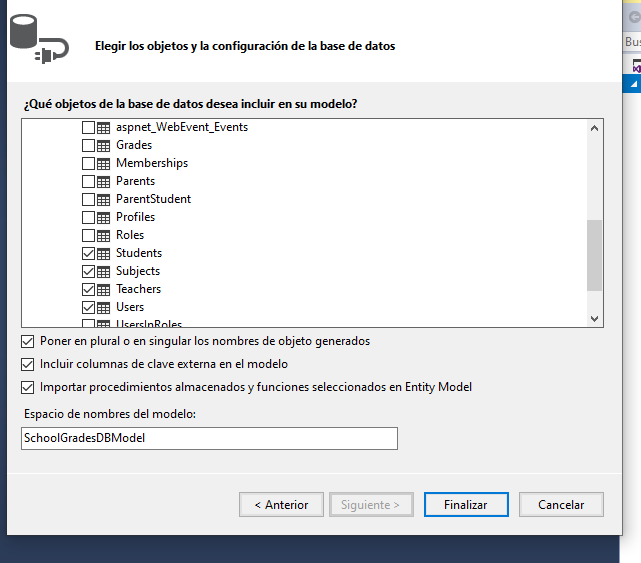 Elegir los objetos y la configuración de la base de datos
¿Qué objetos de la base de datos desea incluir en su modelo?
aspnet_WebEvent_Events
Grades
Memberships
Parents
ParentStudent
Profiles
Roles
Students
Subjects
Teachers
Users
UsersInRoles
Poner en plural o en singular los nombres de objeto generados
Incluir columnas de clave externa en el modelo
Importar procedimientos almacenados y funciones seleccionados en Entity Model
Espacio de nombres del modelo:
SchoolGradesDBModel
< Anterior
Siguiente >
Finalizar
Cancelar
Bus